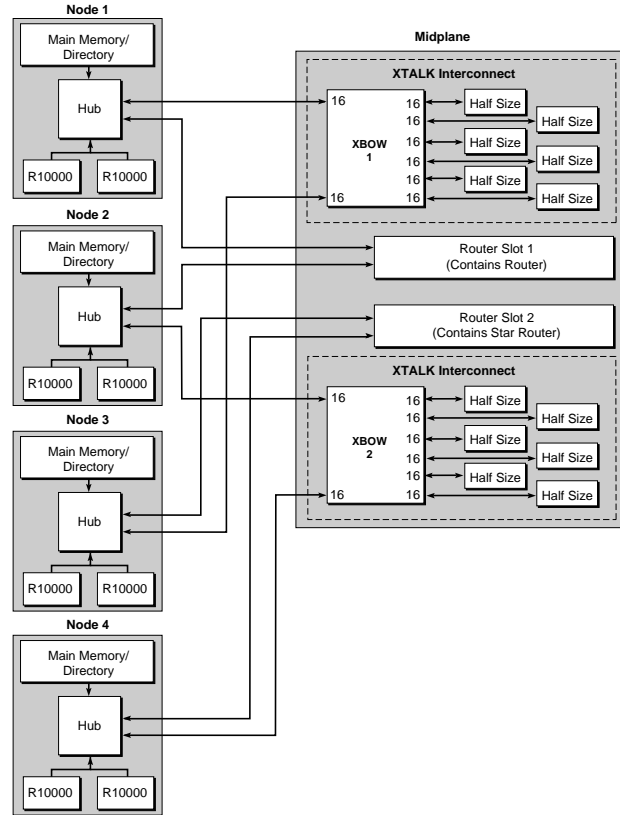 Node 1
Main Memory/
Directory
Hub
R10000 R10000
Node 2
Main Memory/
Directory
Hub
R10000 R10000
Node 3
Main Memory/
Directory
Hub
R10000 R10000
Node 4
Main Memory/
Directory
Hub
R10000 R10000
Midplane
XTALK Interconnect
16 16 Half Size
16 Half Size
XBOW
1
16 Half Size
16 Half Size
16 Half Size
16 16 Half Size
Router Slot 1
(Contains Router)
Router Slot 2
(Contains Star Router)
XTALK Interconnect
16 16 Half Size
16 Half Size
XBOW
2
16 Half Size
16 Half Size
16 Half Size
16 16 Half Size